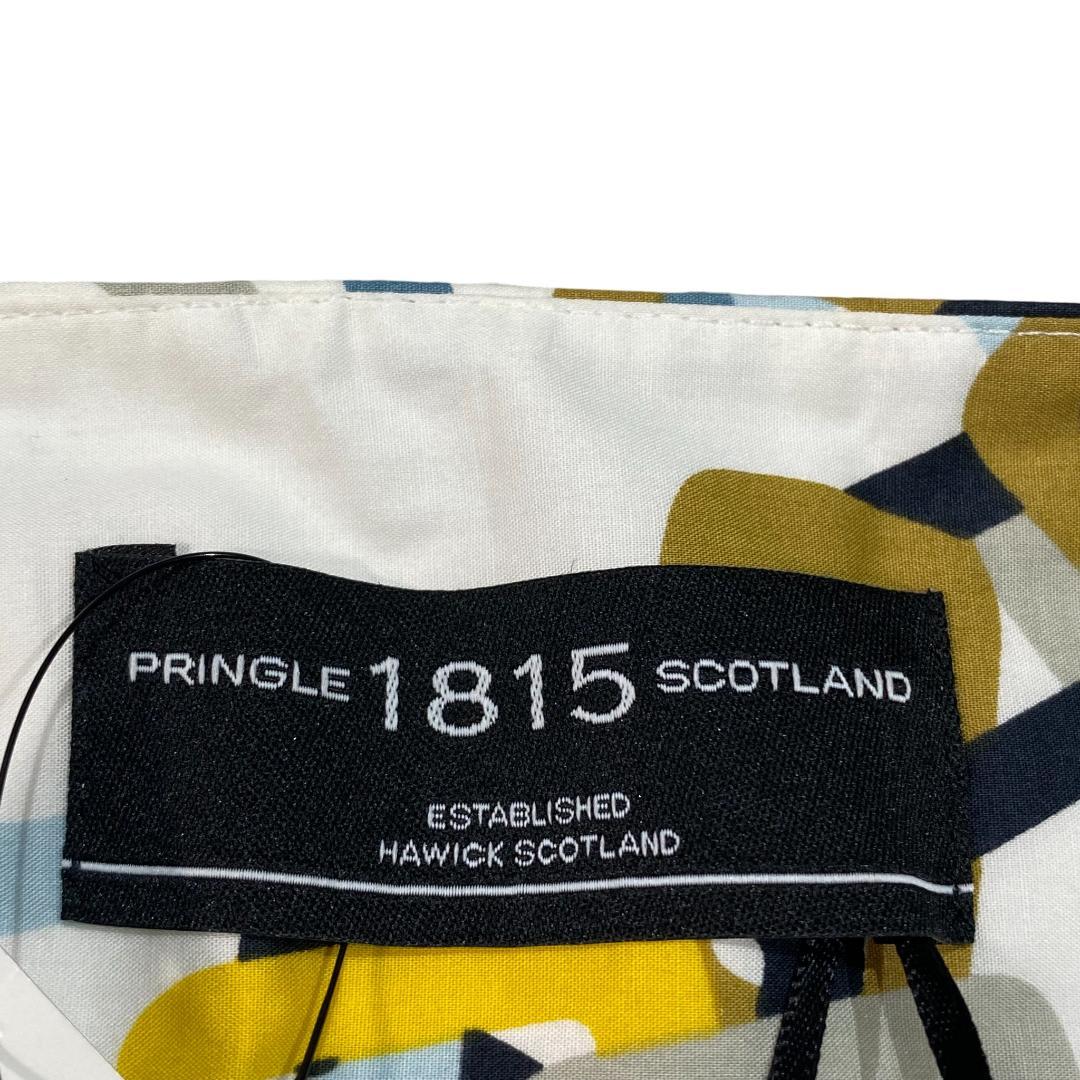 PRINGLE 1815 SCOTLAND
ESTABLISHED
HAWICK SCOTLAND